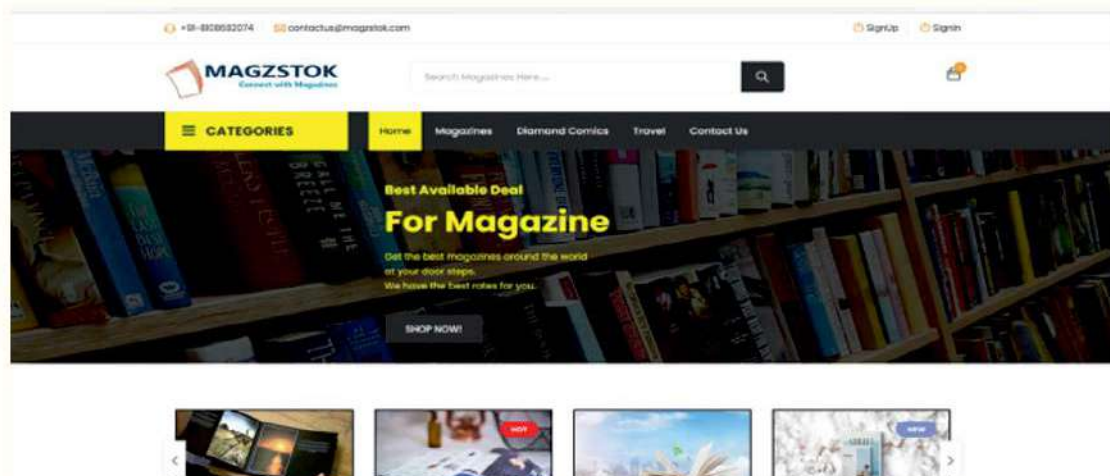 contactus@magzstok.com
SignUp
Signin
MAGZSTOK
Connect with Magazines
Search Magazines Here....
CATEGORIES
Home
Magazines
Diamond Comics
Travel
Contact Us
Best Available Deal
For Magazine
Get the best magazines around the world
at your door steps.
We have the best rates for you.
SHOP NOW!
HOT
NEW